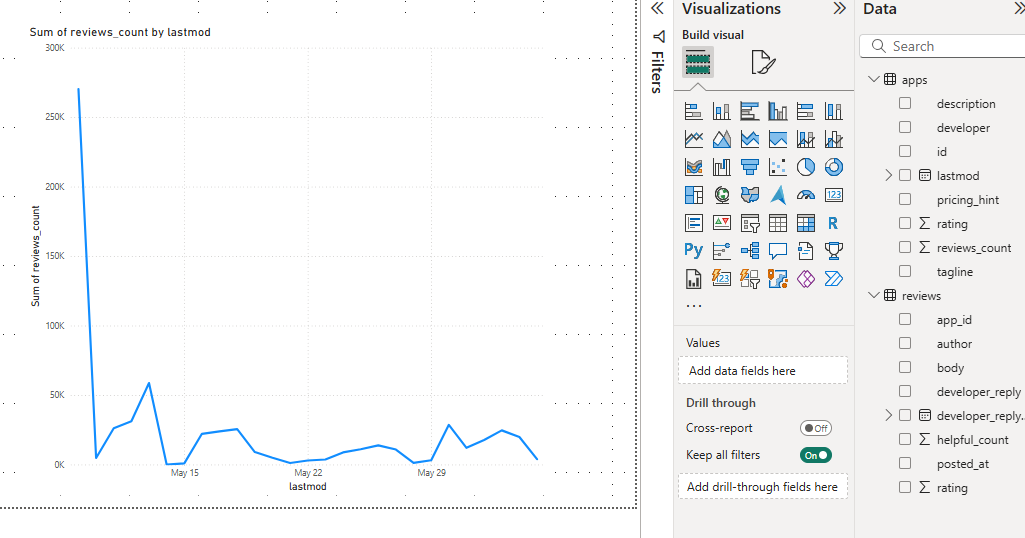 Sum of reviews_count by lastmod
300K
250K
200K
150K
100K
50K
0K
Sum of reviews_count
May 15
May 22
May 29
lastmod
Filters
Visualizations
Build visual
123
R
Py
123
...
Values
Add data fields here
Drill through
Cross-report
Off
Keep all filters
On
Add drill-through fields here
Data
Search
apps
description
developer
id
lastmod
pricing_hint
rating
reviews_count
tagline
reviews
app_id
author
body
developer_reply
developer_reply...
helpful_count
posted_at
rating